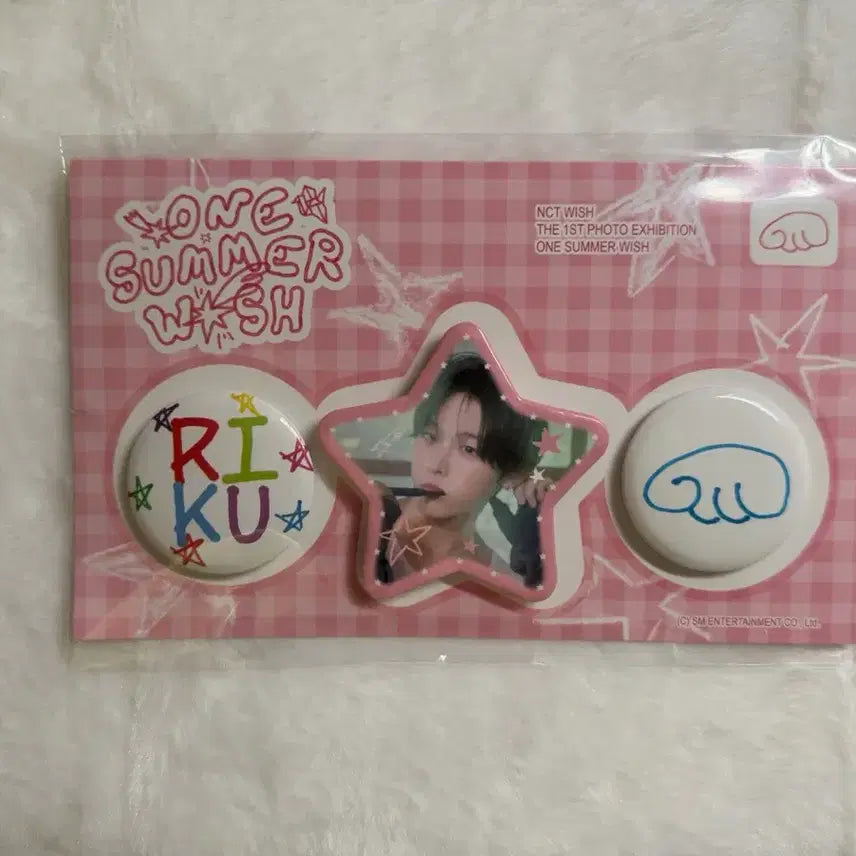 ONE
SUMMER
WISH
NCT WISH
THE 1ST PHOTO EXHIBITION
ONE SUMMER WISH
RI
KU
(C) SM ENTERTAINMENT CO., Ltd.